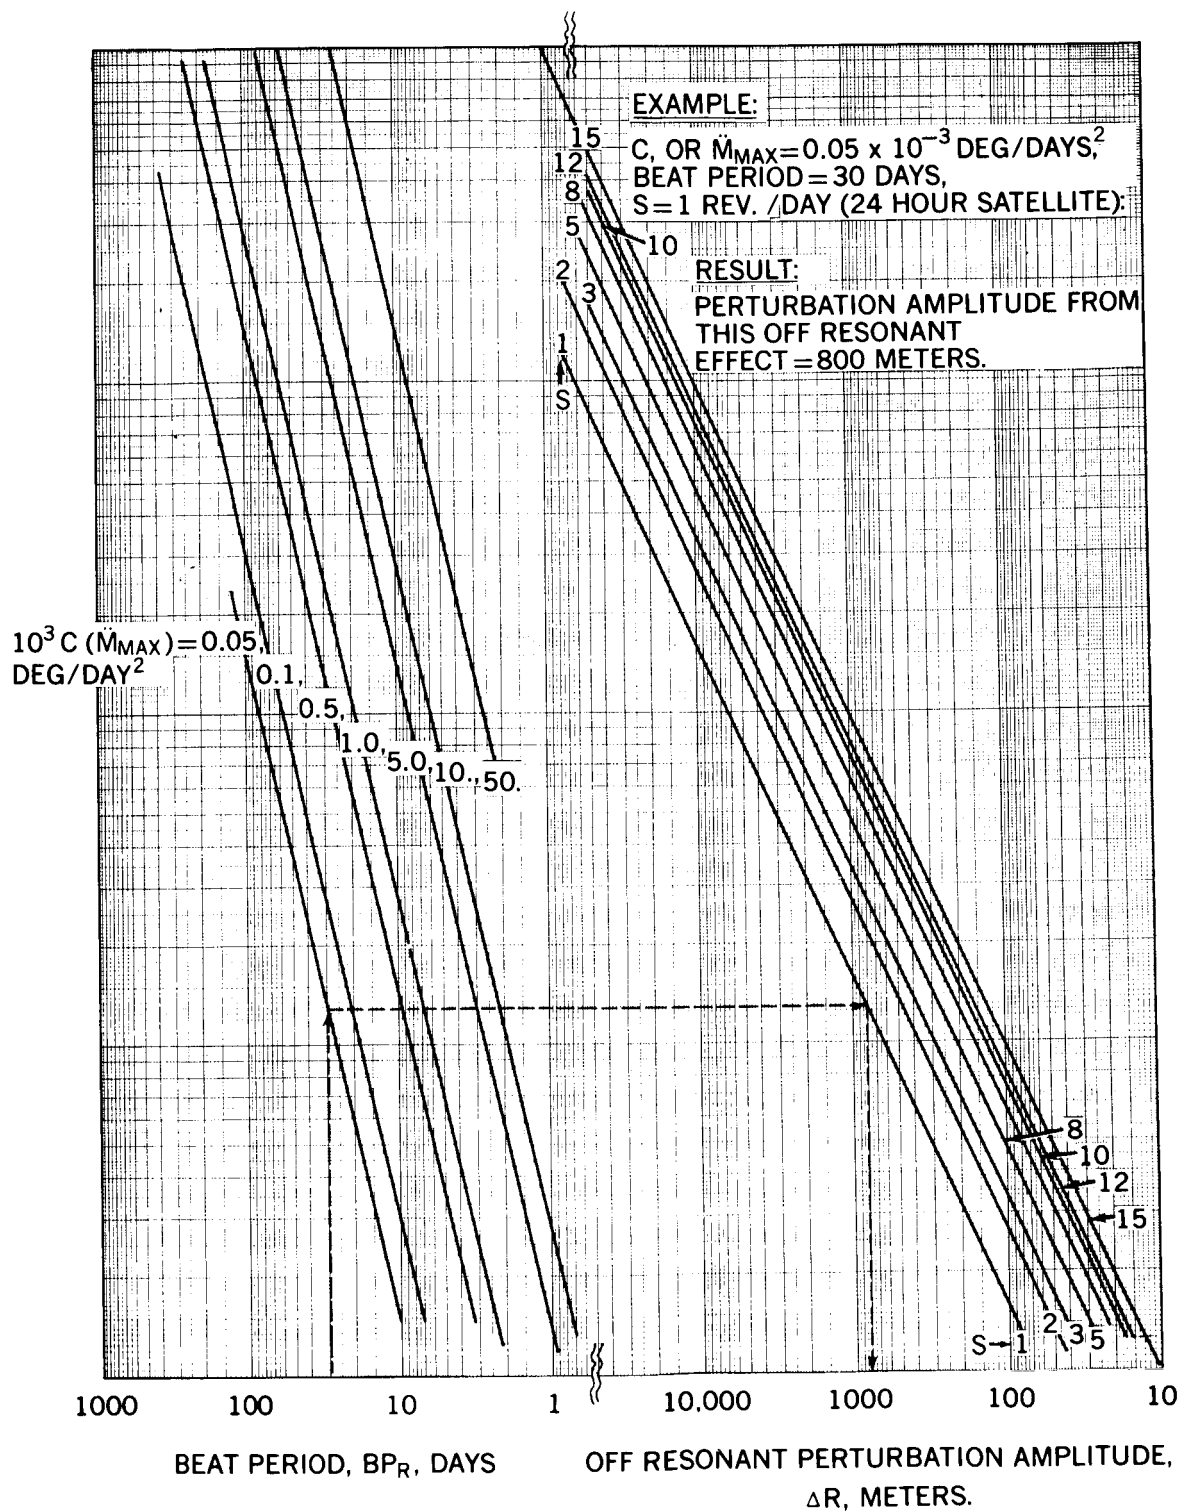 EXAMPLE:
C, OR M̈MAX=0.05 x 10⁻³ DEG/DAYS,²
BEAT PERIOD=30 DAYS,
S=1 REV./DAY (24 HOUR SATELLITE):
RESULT:
PERTURBATION AMPLITUDE FROM
THIS OFF RESONANT
EFFECT=800 METERS.
15
12
8
10
5
2
3
1
S
10³ C (M̈MAX)=0.05,
DEG/DAY²
0.1,
0.5,
1.0,
5.0,
10.,
50.
8
10
12
15
S→1
2
3
5
1000 100 10 1 10,000 1000 100 10
BEAT PERIOD, BPR, DAYS
OFF RESONANT PERTURBATION AMPLITUDE,
ΔR, METERS.